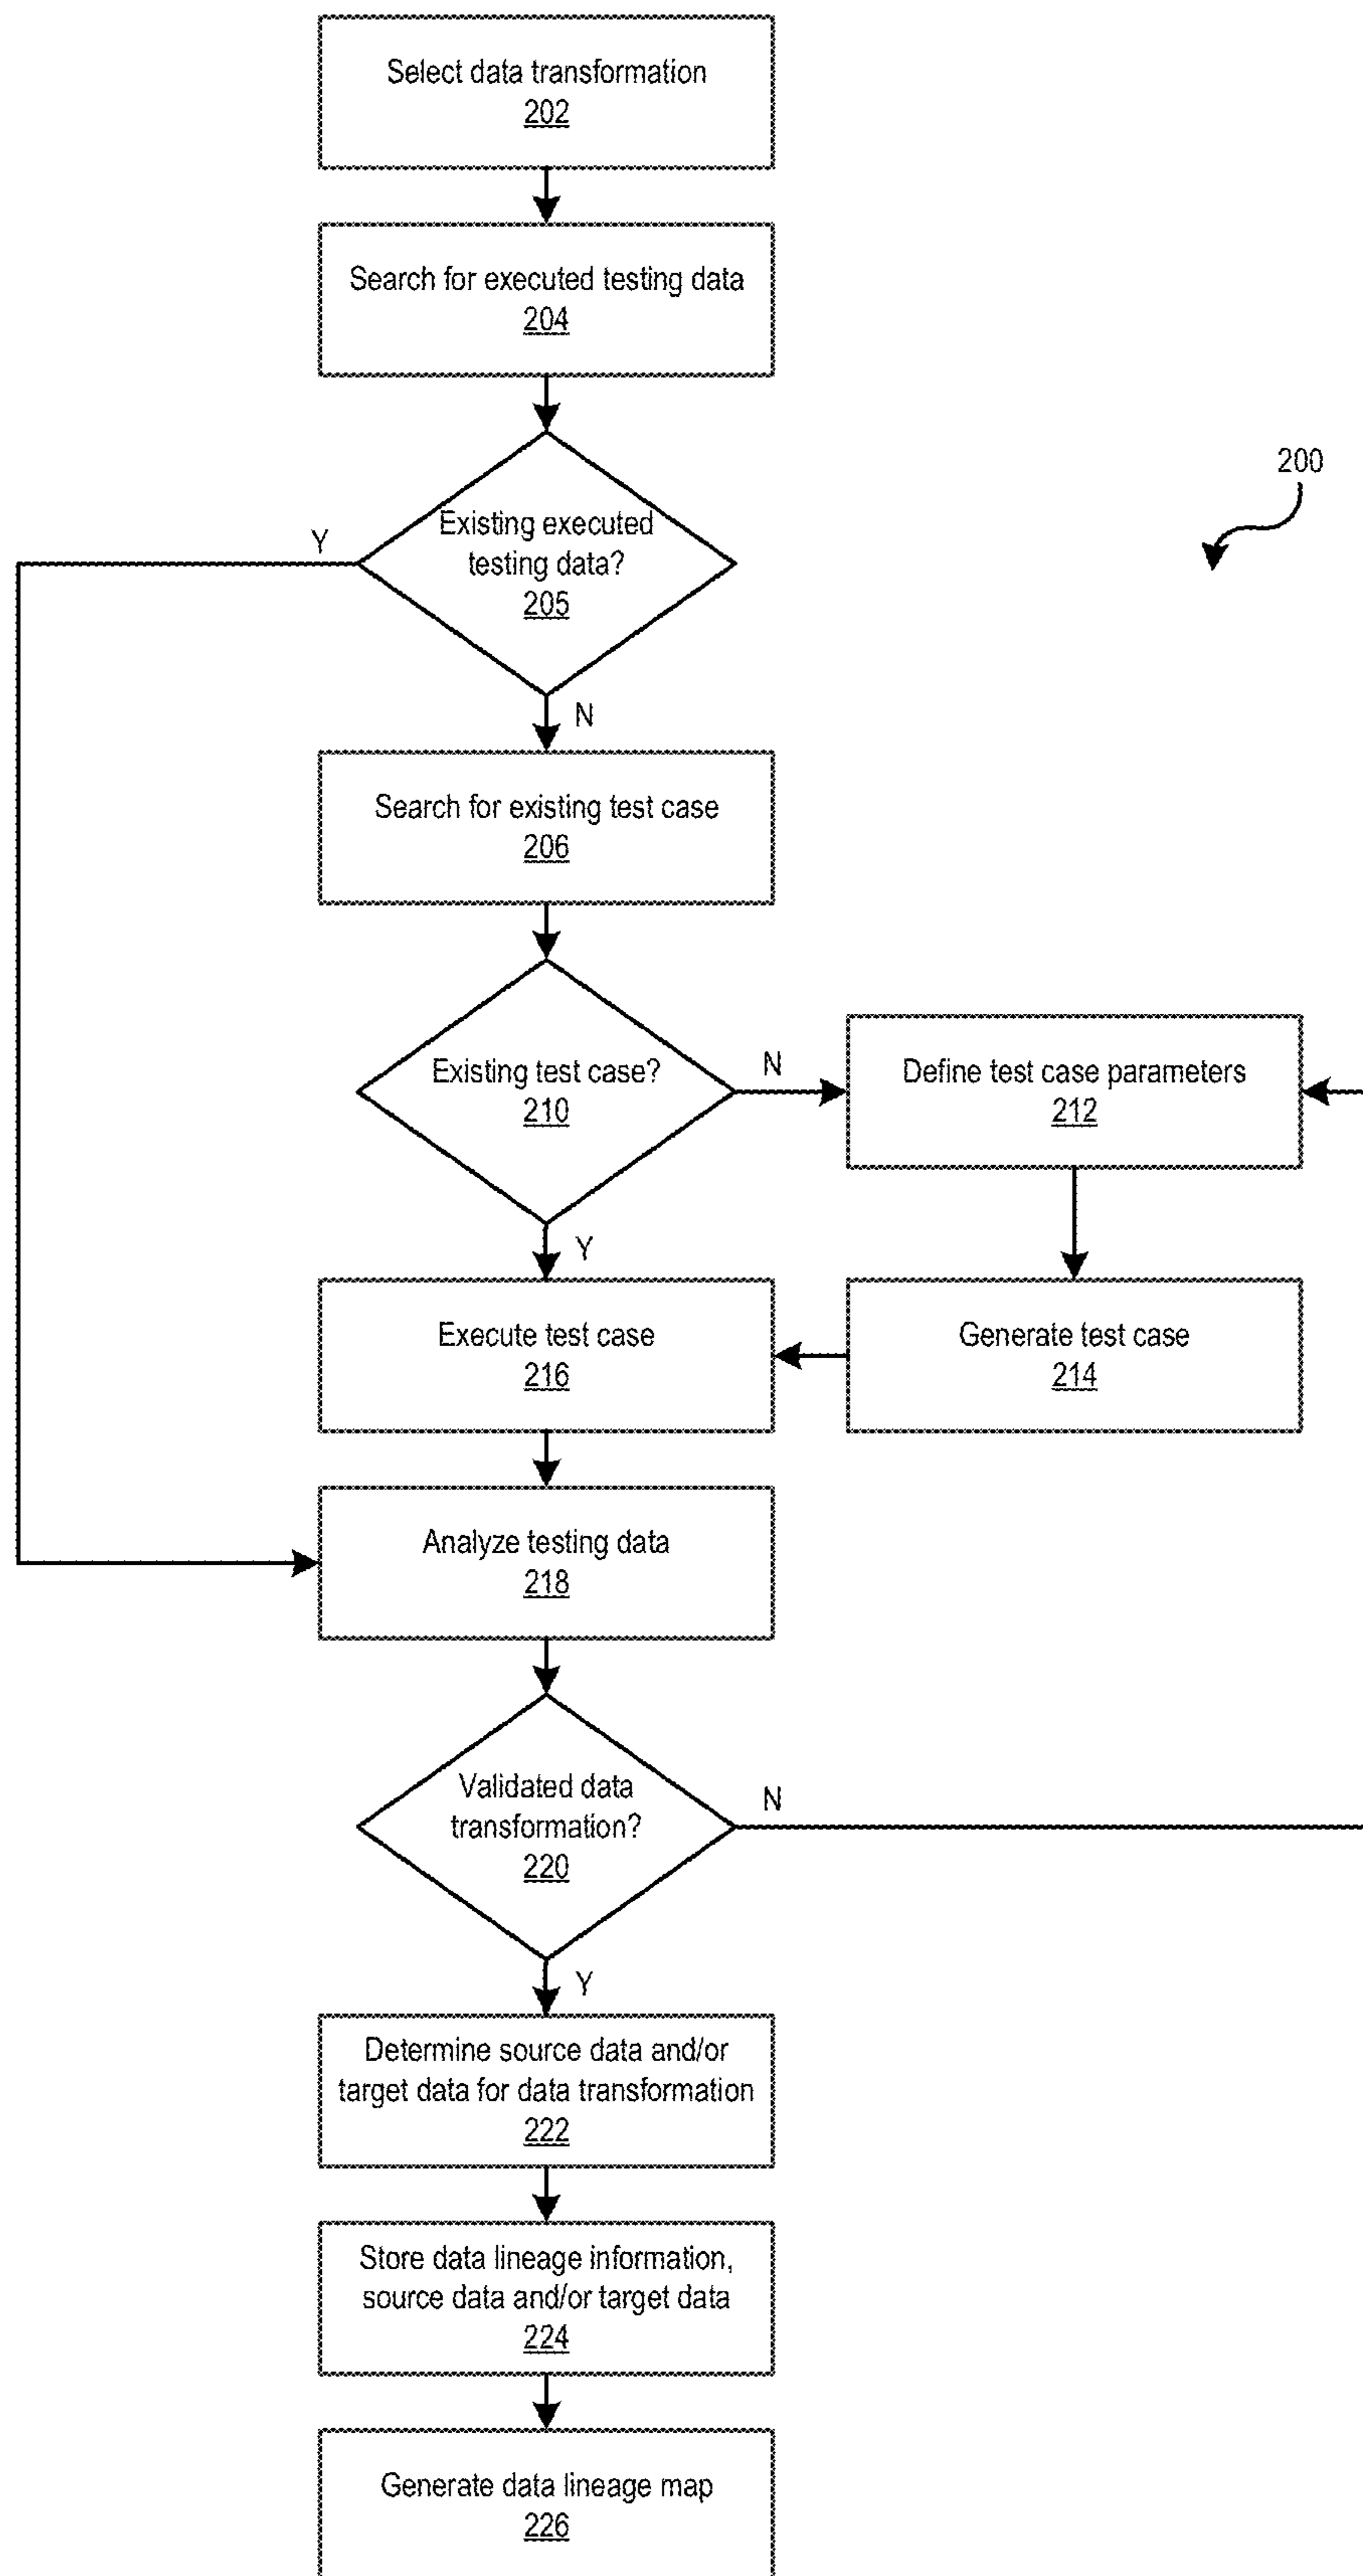 Select data transformation
202
Search for executed testing data
204
200
Y
Existing executed
testing data?
205
N
Search for existing test case
206
Existing test case?
210
N
Define test case parameters
212
Y
Execute test case
216
Generate test case
214
Analyze testing data
218
Validated data
transformation?
220
N
Y
Determine source data and/or
target data for data transformation
222
Store data lineage information,
source data and/or target data
224
Generate data lineage map
226